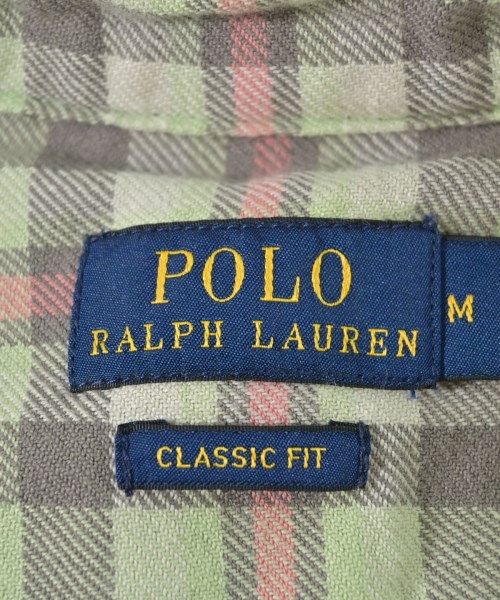 POLO
RALPH LAUREN
M
CLASSIC FIT